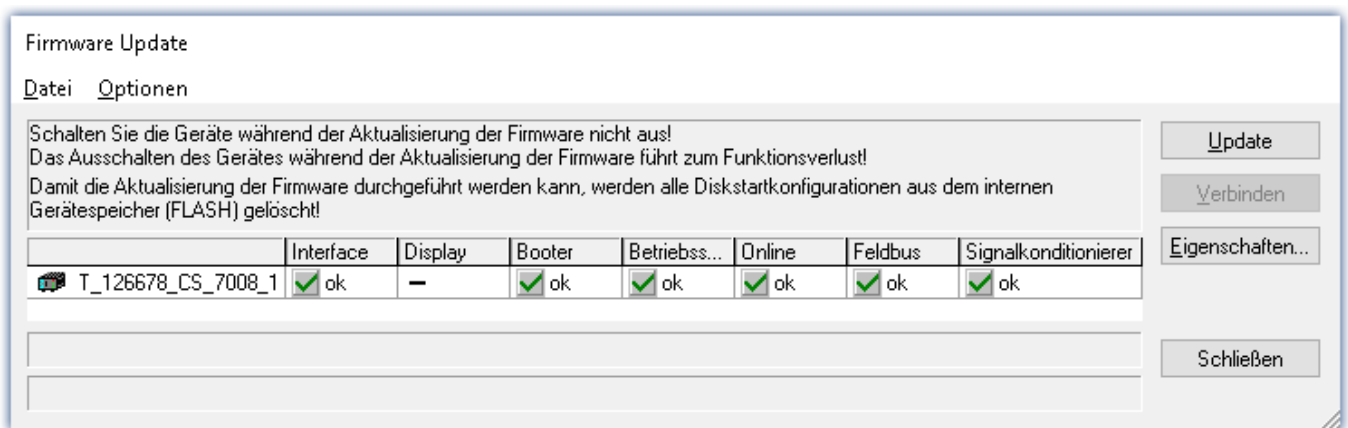 Firmware Update
Datei Optionen
Schalten Sie die Geräte während der Aktualisierung der Firmware nicht aus!
Das Ausschalten des Gerätes während der Aktualisierung der Firmware führt zum Funktionsverlust!
Damit die Aktualisierung der Firmware durchgeführt werden kann, werden alle Diskstartkonfigurationen aus dem internen
Gerätespeicher (FLASH) gelöscht!
Update
Verbinden
Eigenschaften...
Interface Display Booter Betriebss... Online Feldbus Signalkonditionierer
T_126678_CS_7008_1 ok – ok ok ok ok ok
Schließen